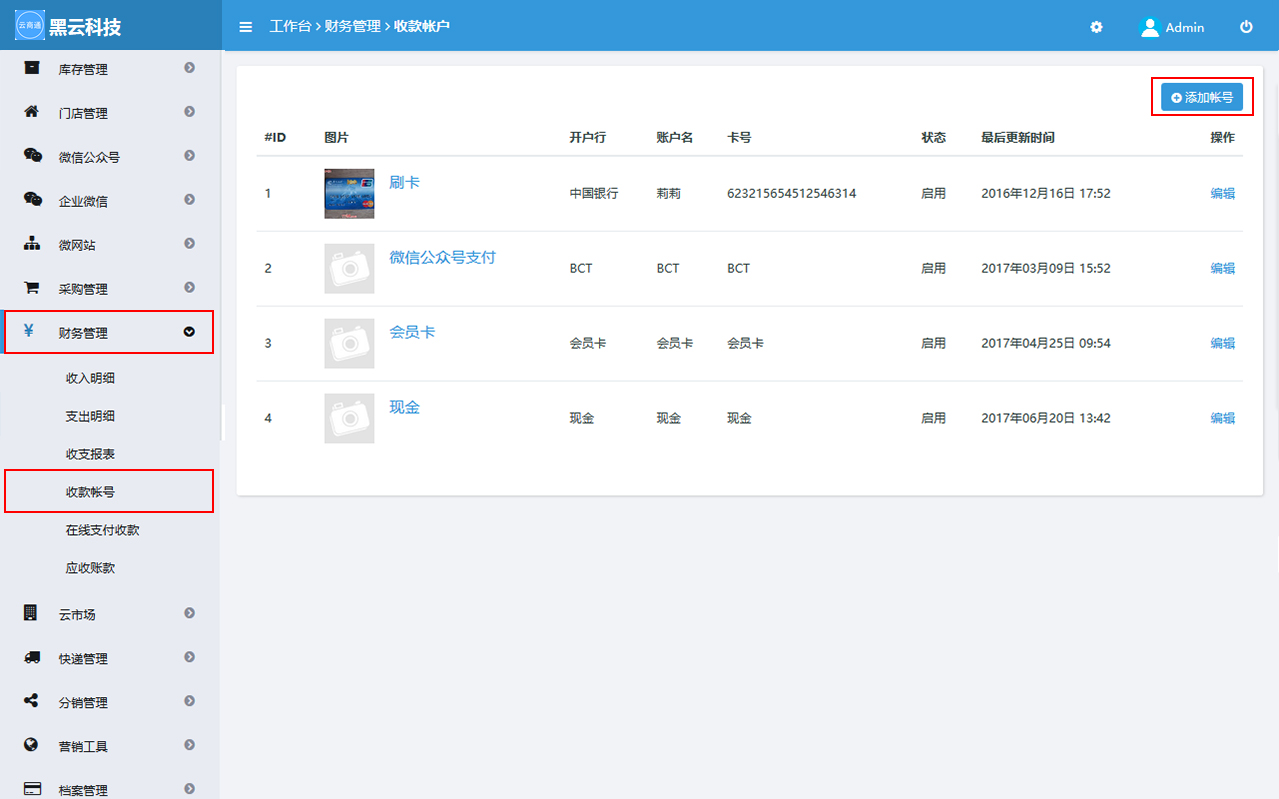 云商通 黑云科技
工作台 > 财务管理 > 收款帐户
Admin
库存管理
门店管理
微信公众号
企业微信
微网站
采购管理
¥ 财务管理
收入明细
支出明细
收支报表
收款帐号
在线支付收款
应收账款
云市场
快递管理
分销管理
营销工具
档案管理
添加帐号
#ID 图片 开户行 账户名 卡号 状态 最后更新时间 操作
1 刷卡 中国银行 莉莉 623215654512546314 启用 2016年12月16日 17:52 编辑
2 微信公众号支付 BCT BCT BCT 启用 2017年03月09日 15:52 编辑
3 会员卡 会员卡 会员卡 会员卡 启用 2017年04月25日 09:54 编辑
4 现金 现金 现金 现金 启用 2017年06月20日 13:42 编辑